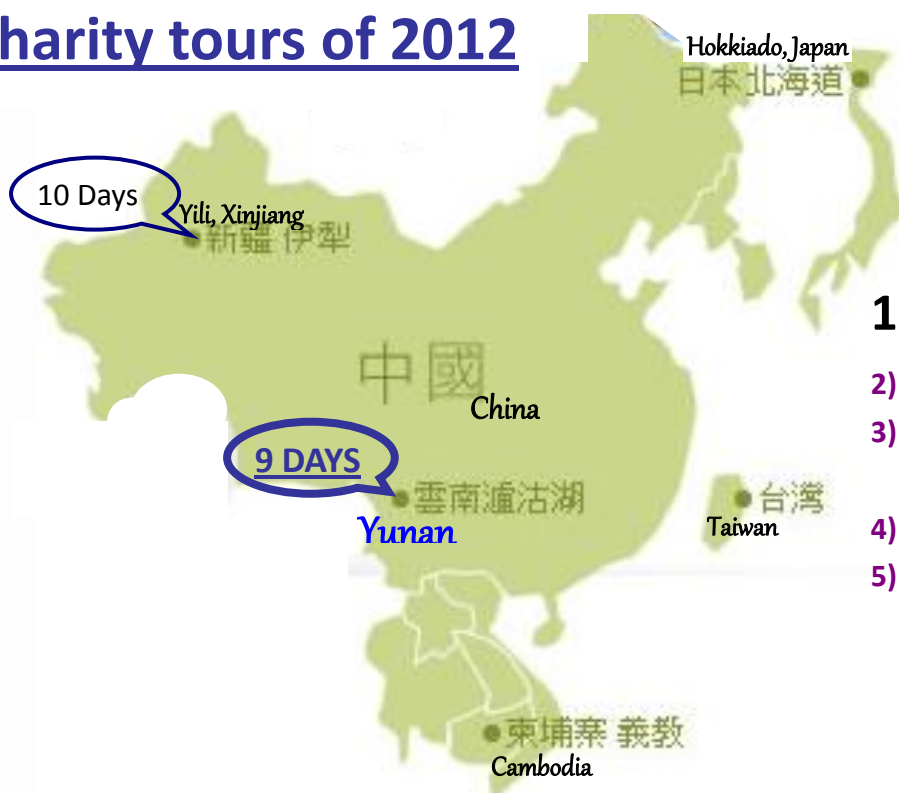 harity tours of 2012
Hokkiado, Japan
日本 北海道
10 Days
Yili, Xinjiang
新疆 伊犁
1
中國
China
2)
3)
9 DAYS
雲南瀘沽湖
Yunan
台灣
Taiwan
4)
5)
柬埔寨 義教
Cambodia